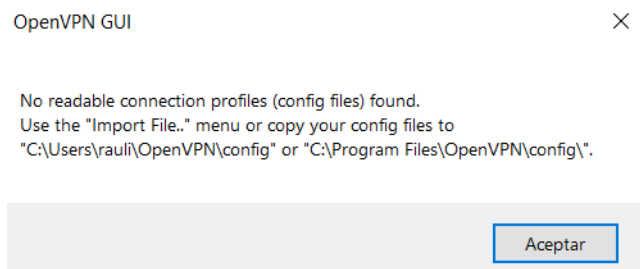 OpenVPN GUI
No readable connection profiles (config files) found.
Use the "Import File.." menu or copy your config files to
"C:\Users\rauli\OpenVPN\config" or "C:\Program Files\OpenVPN\config\".
Aceptar